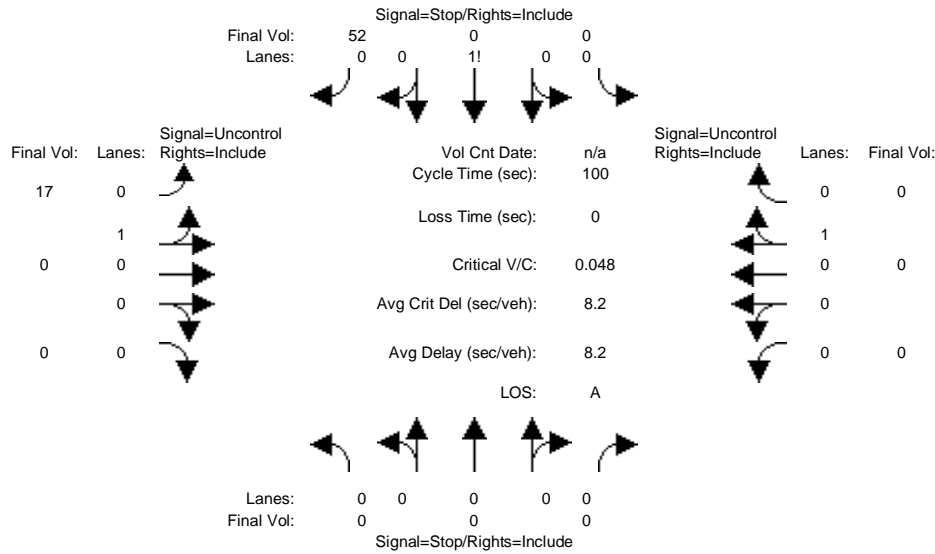 Signal=Stop/Rights=Include
Final Vol: 52 0 0
Lanes: 0 0 1! 0 0
Signal=Uncontrol Signal=Uncontrol
Final Vol: Lanes: Rights=Include Vol Cnt Date: n/a Rights=Include Lanes: Final Vol:
Cycle Time (sec): 100
17 0 0 0
Loss Time (sec): 0
1 1
0 0 Critical V/C: 0.048 0 0
0 Avg Crit Del (sec/veh): 8.2 0
0 0 Avg Delay (sec/veh): 8.2 0 0
LOS: A
Lanes: 0 0 0 0 0
Final Vol: 0 0 0
Signal=Stop/Rights=Include